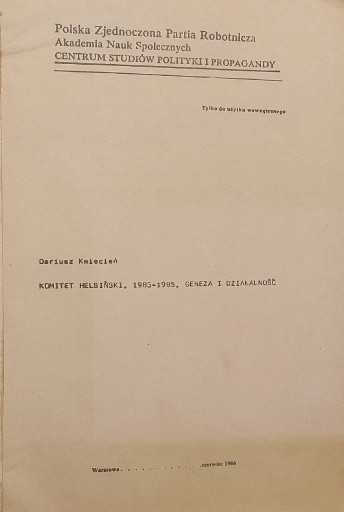 Polska Zjednoczona Partia Robotnicza
Akademia Nauk Społecznych
CENTRUM STUDIÓW POLITYKI I PROPAGANDY
Tylko do użytku wewnętrznego
Dariusz Kmiecień
KOMITET HELSIŃSKI, 1983-1985, GENEZA I DZIAŁALNOŚĆ
Warszawa. . . . . . . . . . . .czerwiec 1986